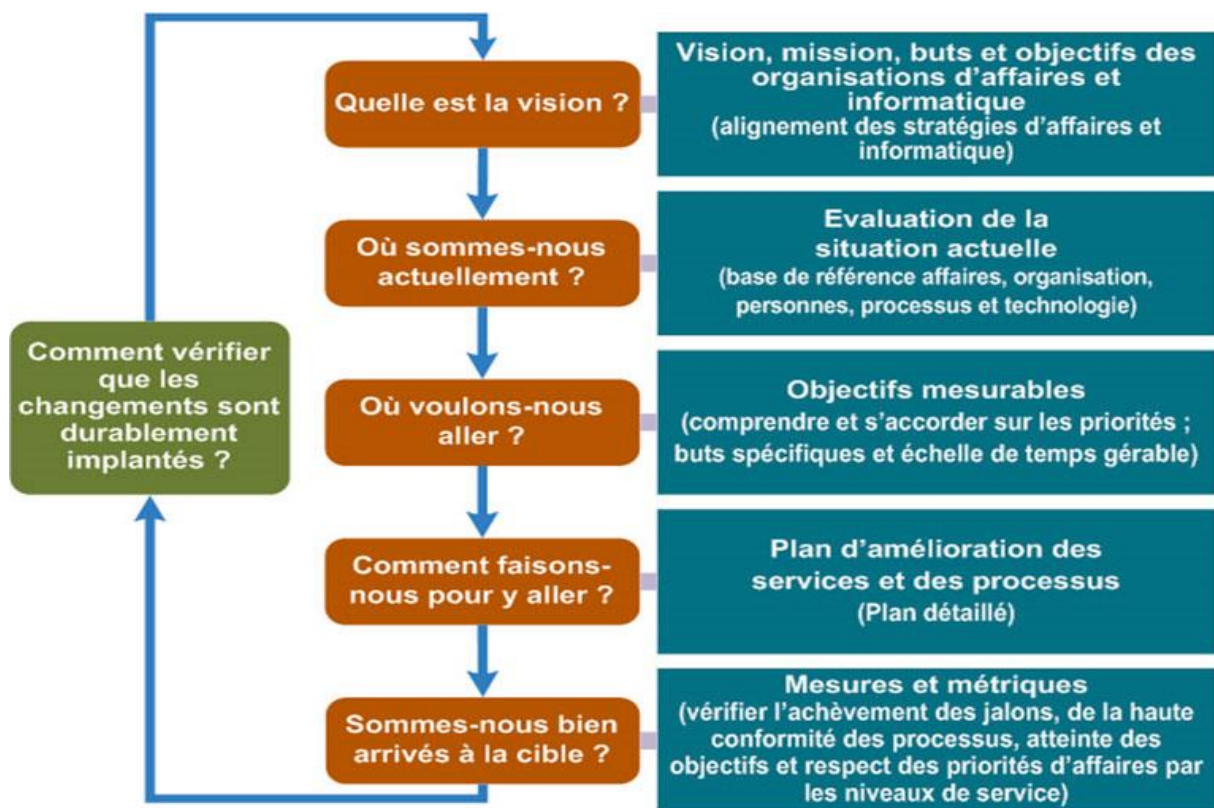 Quelle est la vision ?
Vision, mission, buts et objectifs des
organisations d'affaires et
informatique
(alignement des stratégies d'affaires et
informatique)
Où sommes-nous
actuellement ?
Evaluation de la
situation actuelle
(base de référence affaires, organisation,
personnes, processus et technologie)
Comment vérifier
que les
changements sont
durablement
implantés ?
Où voulons-nous
aller ?
Objectifs mesurables
(comprendre et s'accorder sur les priorités ;
buts spécifiques et échelle de temps gérable)
Comment faisons-
nous pour y aller ?
Plan d'amélioration des
services et des processus
(Plan détaillé)
Sommes-nous bien
arrivés à la cible ?
Mesures et métriques
(vérifier l'achèvement des jalons, de la haute
conformité des processus, atteinte des
objectifs et respect des priorités d'affaires par
les niveaux de service)